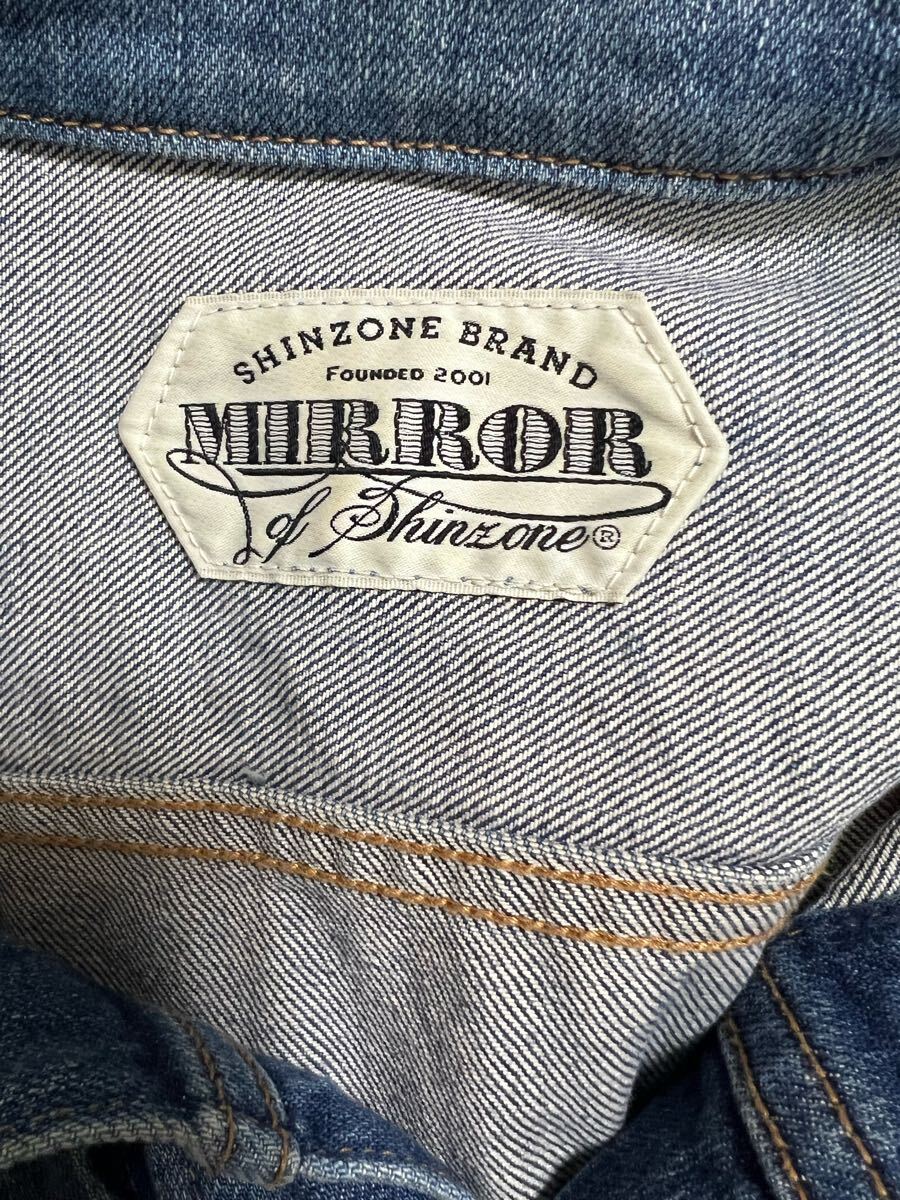 SHINZONE BRAND
FOUNDED 2001
MIRROR
of Shinzone®